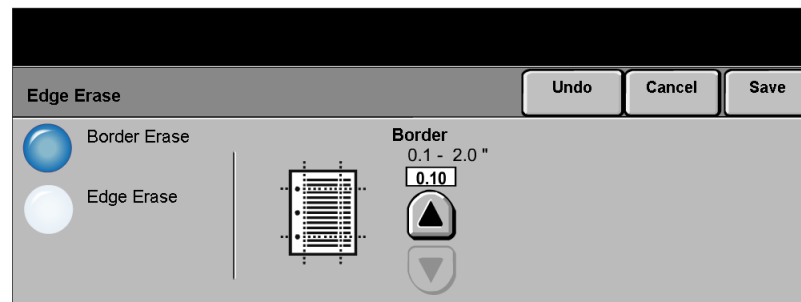 Edge Erase
Undo
Cancel
Save
Border Erase
Edge Erase
Border
0.1 - 2.0 "
0.10